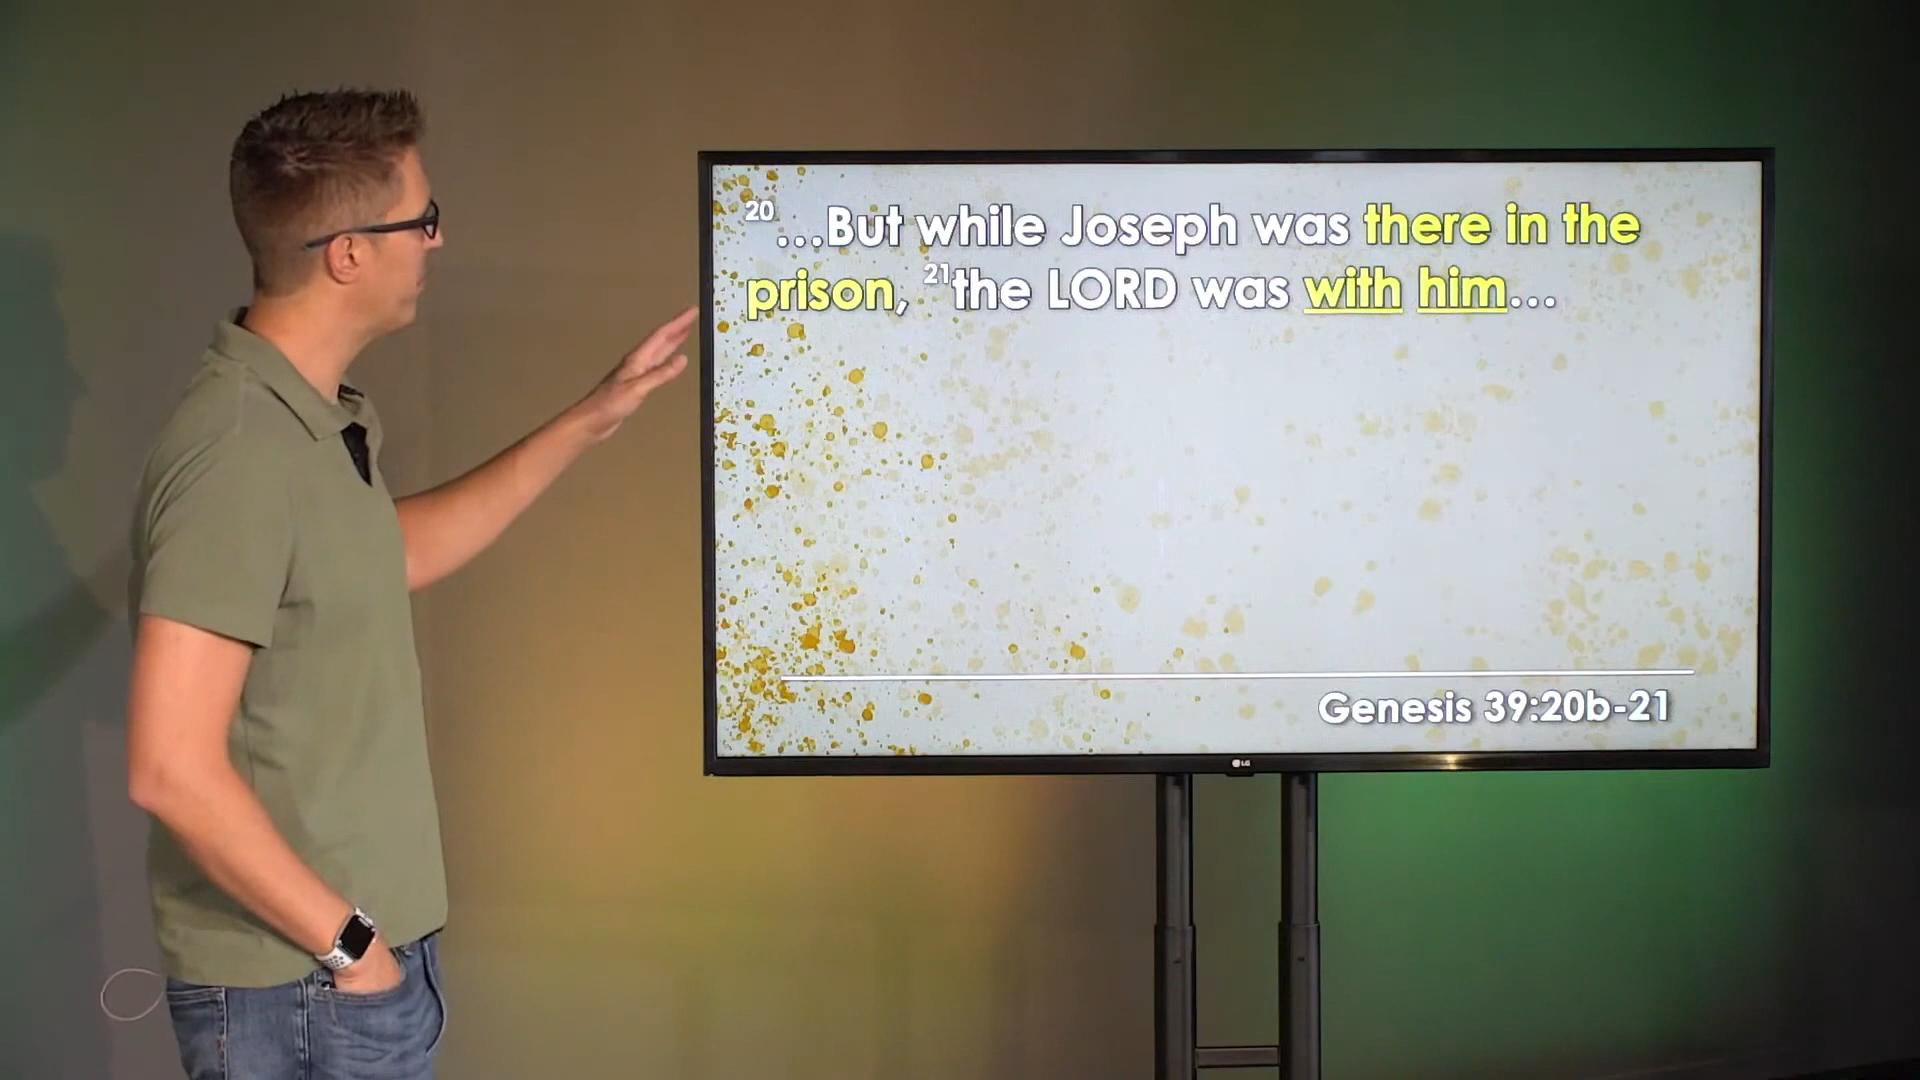 20 ...But while Joseph was there in the
prison, 21the LORD was with him...
Genesis 39:20b-21
LG